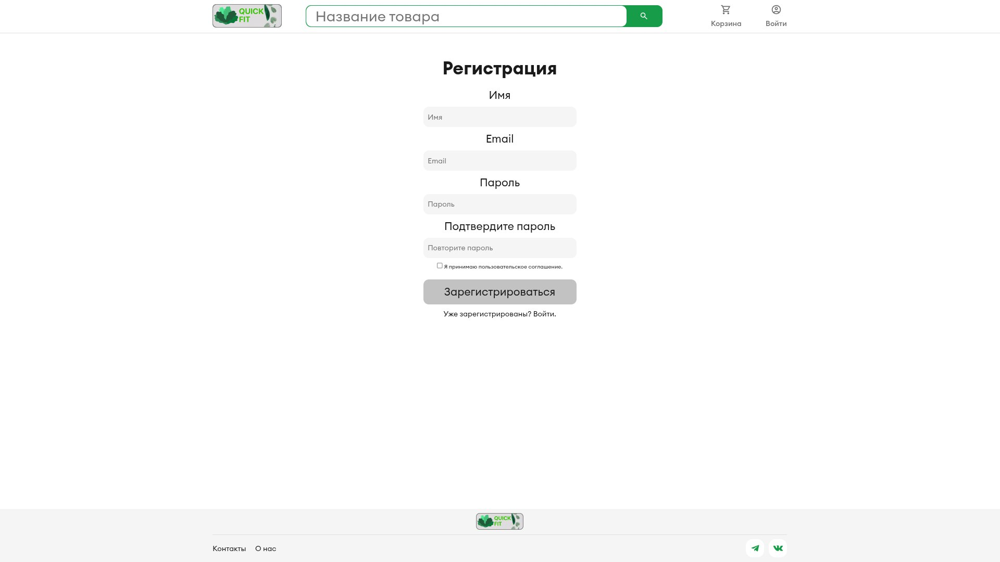 QUICK
FIT
Название товара
Корзина
Войти
Регистрация
Имя
Имя
Email
Email
Пароль
Пароль
Подтвердите пароль
Повторите пароль
Я принимаю пользовательское соглашение.
Зарегистрироваться
Уже зарегистрированы? Войти.
QUICK
FIT
Контакты
О нас